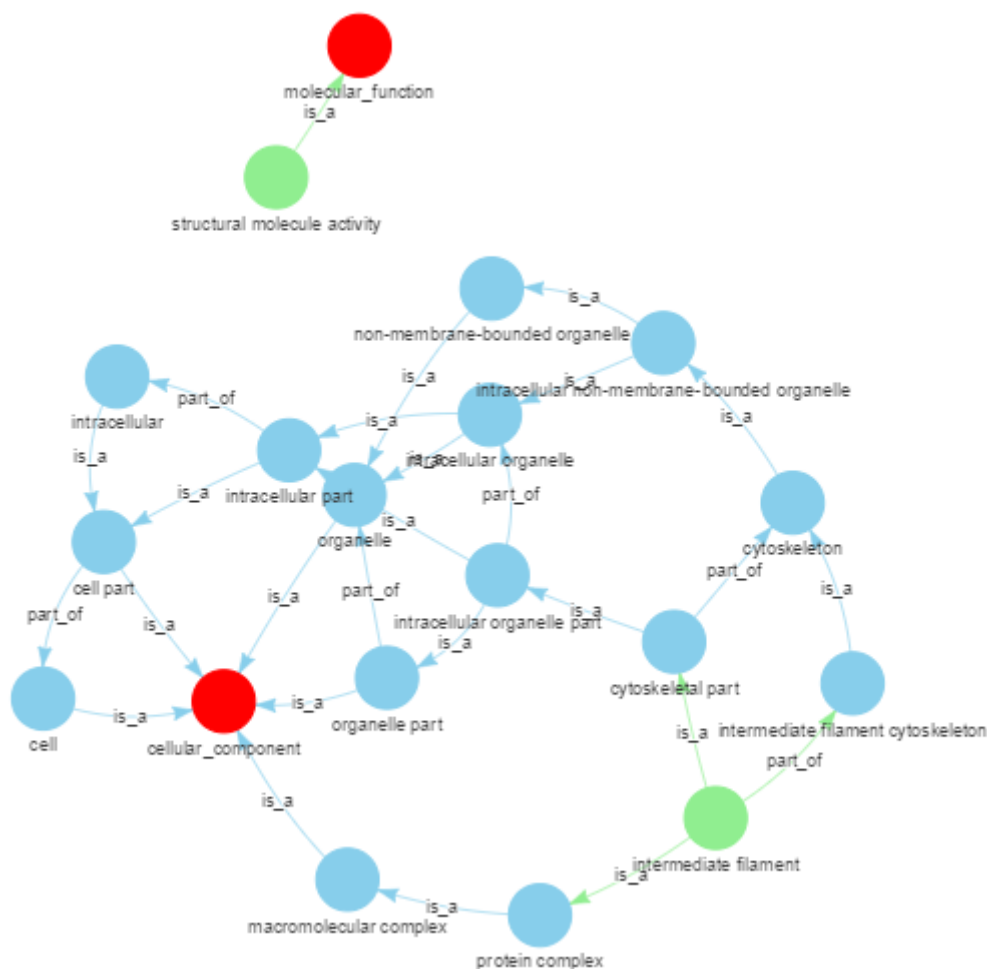 molecular_function
is_a
structural molecule activity
is_a
non-membrane-bounded organelle
is_a
is_a
intracellular non-membrane-bounded organelle
part_of
intracellular
is_a
is_a
is_a
is_a
intracellular organelle
is_a
intracellular part
part_of
is_a
organelle
cytoskeleton
part_of
cell part
part_of
is_a
is_a
is_a
part_of
is_a
intracellular organelle part
is_a
cytoskeletal part
is_a
organelle part
is_a
cell
cellular_component
is_a
intermediate filament cytoskeleton
part_of
is_a
intermediate filament
is_a
is_a
macromolecular complex
protein complex